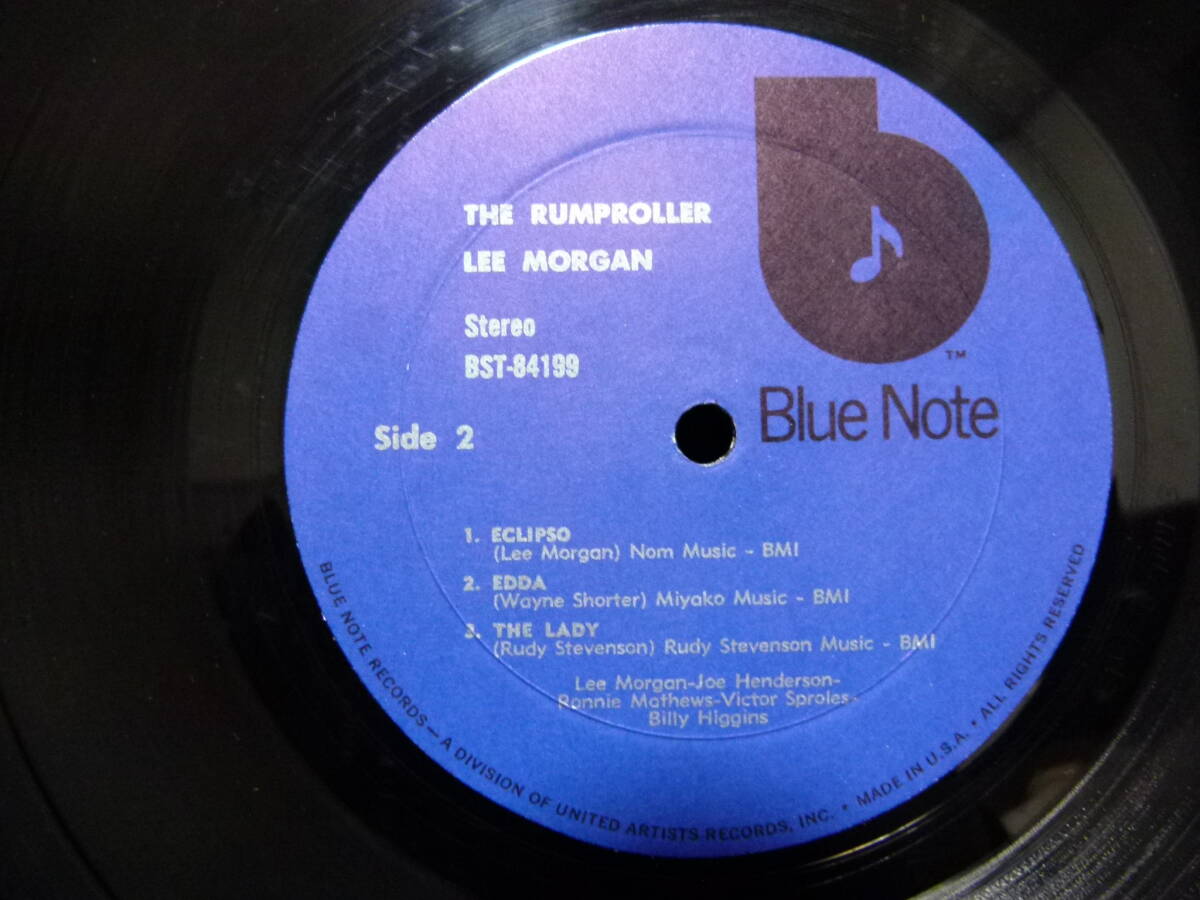 THE RUMPROLLER
LEE MORGAN
Stereo
BST-84199
Side 2
TM
Blue Note
1. ECLIPSO
(Lee Morgan) Nom Music - BMI
2. EDDA
(Wayne Shorter) Miyako Music - BMI
3. THE LADY
(Rudy Stevenson) Rudy Stevenson Music - BMI
Lee Morgan-Joe Henderson-
Ronnie Mathews-Victor Sproles-
Billy Higgins
BLUE NOTE RECORDS — A DIVISION OF UNITED ARTISTS RECORDS, INC. • MADE IN U.S.A. • ALL RIGHTS RESERVED